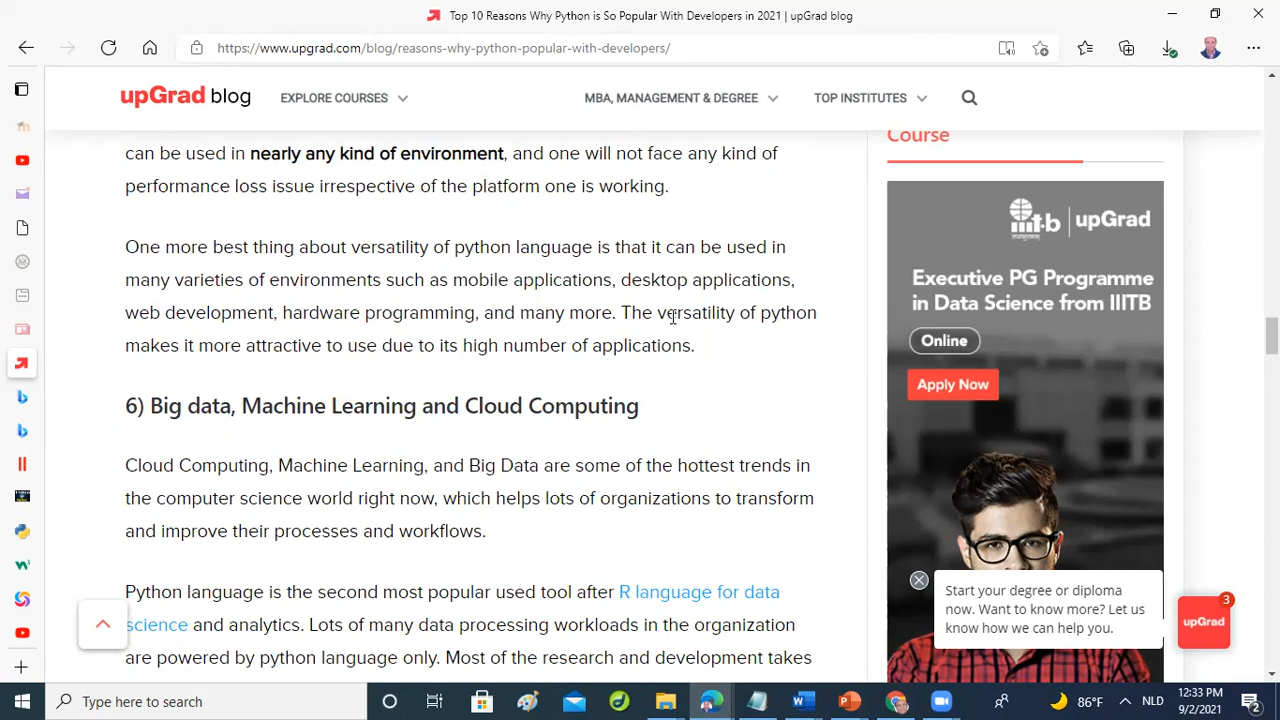 Top 10 Reasons Why Python is So Popular With Developers in 2021 | upGrad blog
https://www.upgrad.com/blog/reasons-why-python-popular-with-developers/
upGrad blog
EXPLORE COURSES
MBA, MANAGEMENT & DEGREE
TOP INSTITUTES
can be used in nearly any kind of environment, and one will not face any kind of
performance loss issue irrespective of the platform one is working.
One more best thing about versatility of python language is that it can be used in
many varieties of environments such as mobile applications, desktop applications,
web development, hardware programming, and many more. The versatility of python
makes it more attractive to use due to its high number of applications.
6) Big data, Machine Learning and Cloud Computing
Cloud Computing, Machine Learning, and Big Data are some of the hottest trends in
the computer science world right now, which helps lots of organizations to transform
and improve their processes and workflows.
Python language is the second most popular used tool after R language for data
science and analytics. Lots of many data processing workloads in the organization
are powered by python language only. Most of the research and development takes
Course
iiitb | upGrad
Executive PG Programme
in Data Science from IIITB
Online
Apply Now
Start your degree or diploma
now. Want to know more? Let us
know how we can help you.
upGrad
3
Type here to search
86°F
NLD
12:33 PM
9/2/2021
2